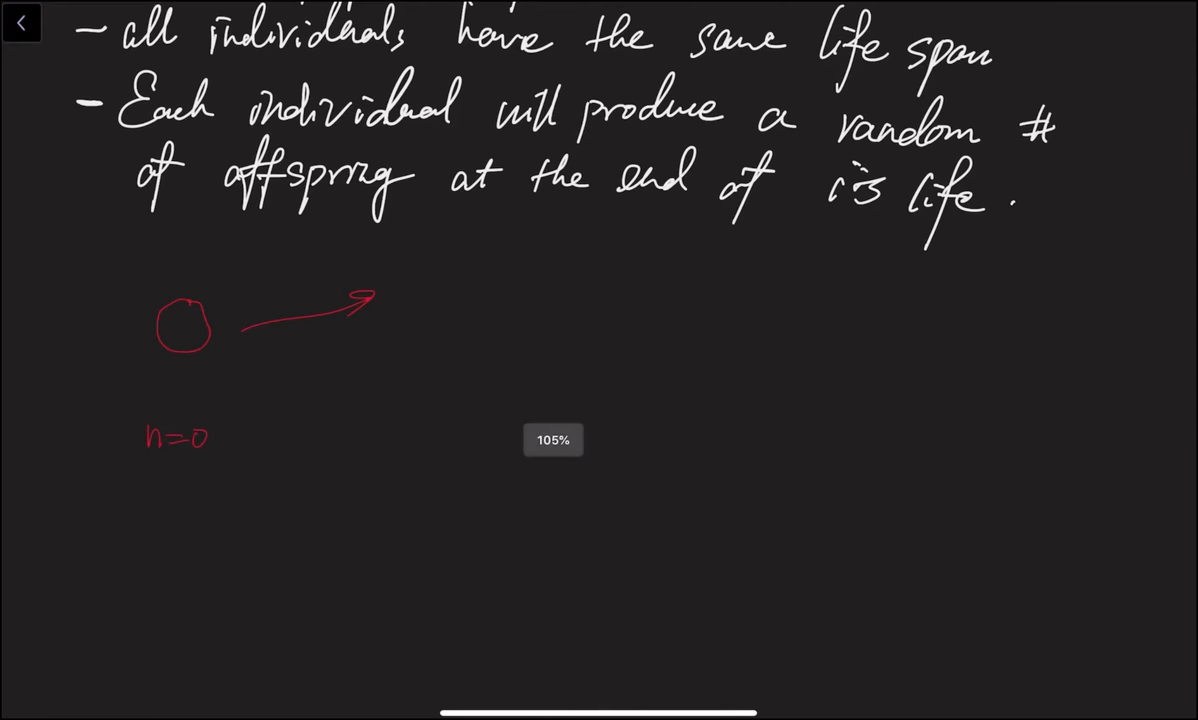 - all individuals have the same life span
- Each individual will produce a random #
of offspring at the end of is life.
n=0
105%